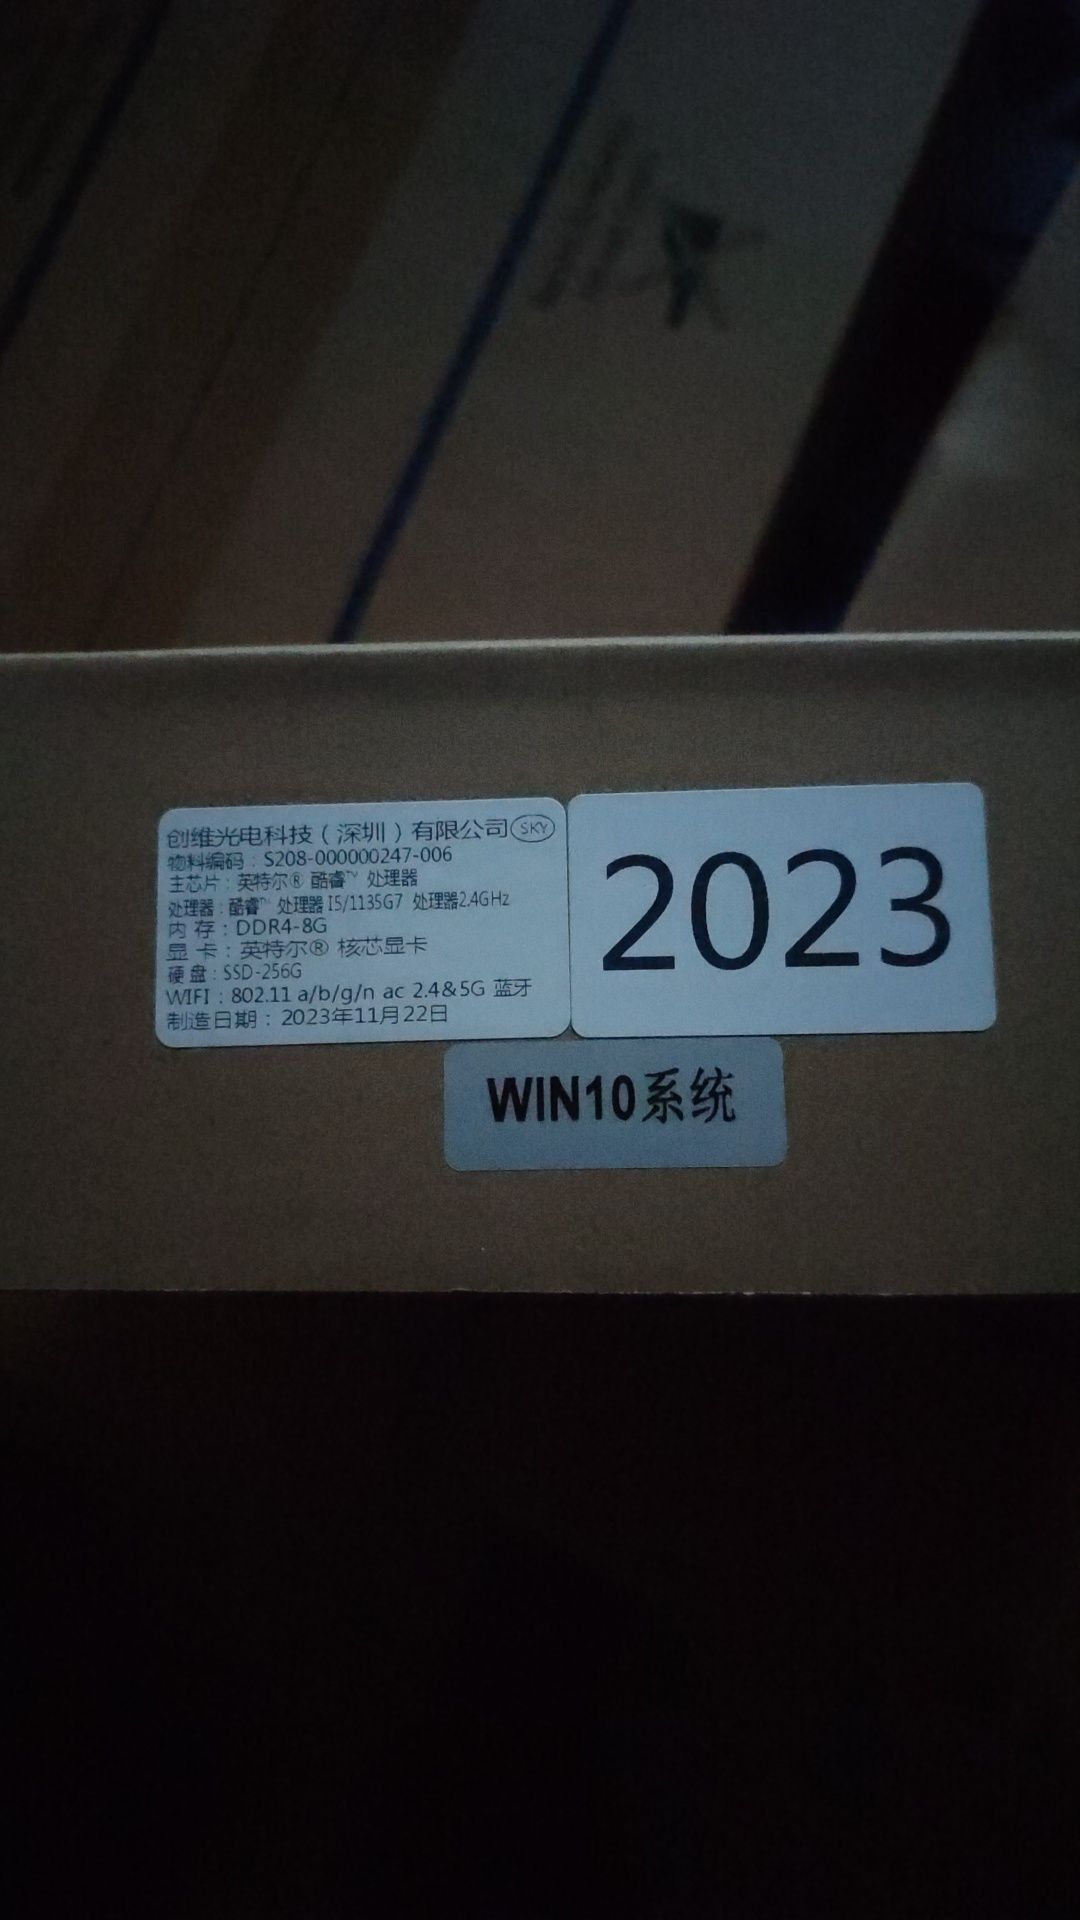 创维光电科技（深圳）有限公司 SKY
物料编码：S208-000000247-006
主芯片：英特尔® 酷睿™ 处理器
处理器：酷睿™ 处理器 I5/1135G7 处理器2.4GHz
内 存：DDR4-8G
显 卡：英特尔® 核芯显卡
硬 盘：SSD-256G
WIFI：802.11 a/b/g/n ac 2.4&5G 蓝牙
制造日期：2023年11月22日
2023
WIN10系统